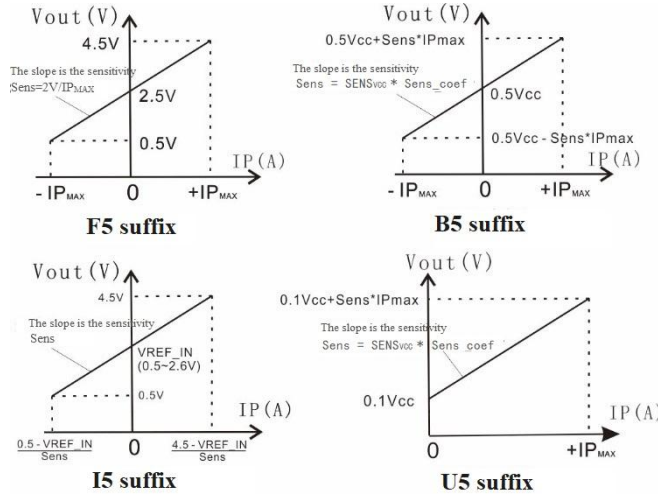 Vout(V)
4.5V
The slope is the sensitivity
Sens=2V/IPMAX
2.5V
0.5V
IP(A)
- IPMAX
0
+IPMAX
F5 suffix
Vout(V)
0.5Vcc+Sens*IPmax
The slope is the sensitivity
Sens = SENSvcc * Sens_coef
0.5Vcc
0.5Vcc-Sens*IPmax
IP(A)
- IPMAX
0
+IPMAX
B5 suffix
Vout(V)
4.5V
The slope is the sensitivity
Sens
VREF_IN
(0.5~2.6V)
0.5V
IP(A)
0.5-VREF_IN
Sens
0
4.5-VREF_IN
Sens
I5 suffix
Vout(V)
0.1Vcc+Sens*IPmax
The slope is the sensitivity
Sens = SENSvcc * Sens_coef
0.1Vcc
IP(A)
0
+IPMAX
U5 suffix